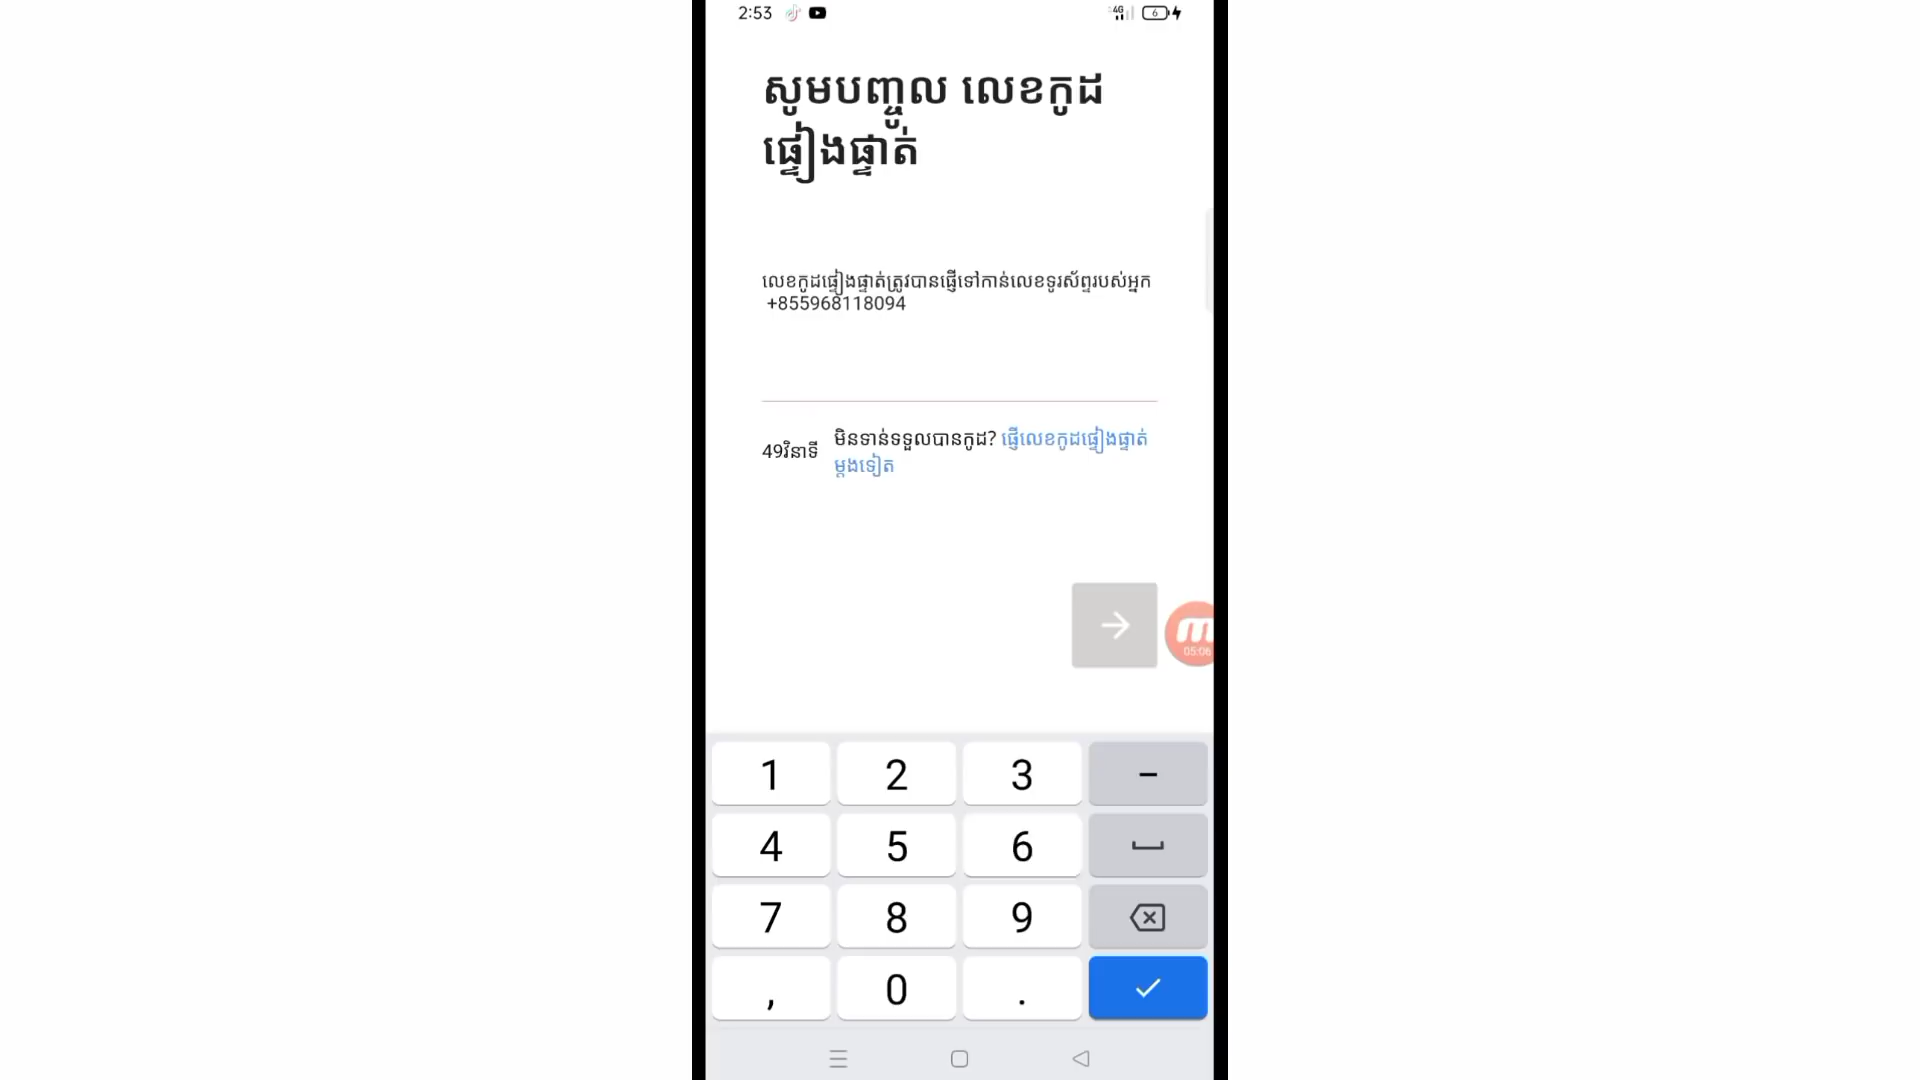 2:53
4G
6
សូមបញ្ចូល លេខកូដ
ផ្ទៀងផ្ទាត់
លេខកូដផ្ទៀងផ្ទាត់ត្រូវបានផ្ញើទៅកាន់លេខទូរស័ព្ទរបស់អ្នក
+855968118094
49វិនាទី
មិនទាន់ទទួលបានកូដ? ផ្ញើលេខកូដផ្ទៀងផ្ទាត់
ម្តងទៀត
05:06
1 2 3 -
4 5 6
7 8 9
, 0 .